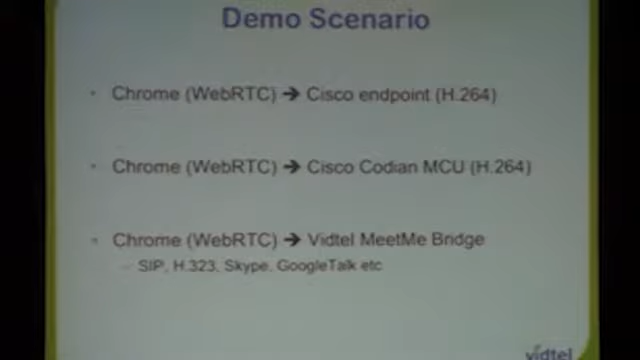 Demo Scenario
• Chrome (WebRTC) ➔ Cisco endpoint (H.264)
• Chrome (WebRTC) ➔ Cisco Codian MCU (H.264)
• Chrome (WebRTC) ➔ Vidtel MeetMe Bridge
– SIP, H.323, Skype, GoogleTalk etc
vidtel